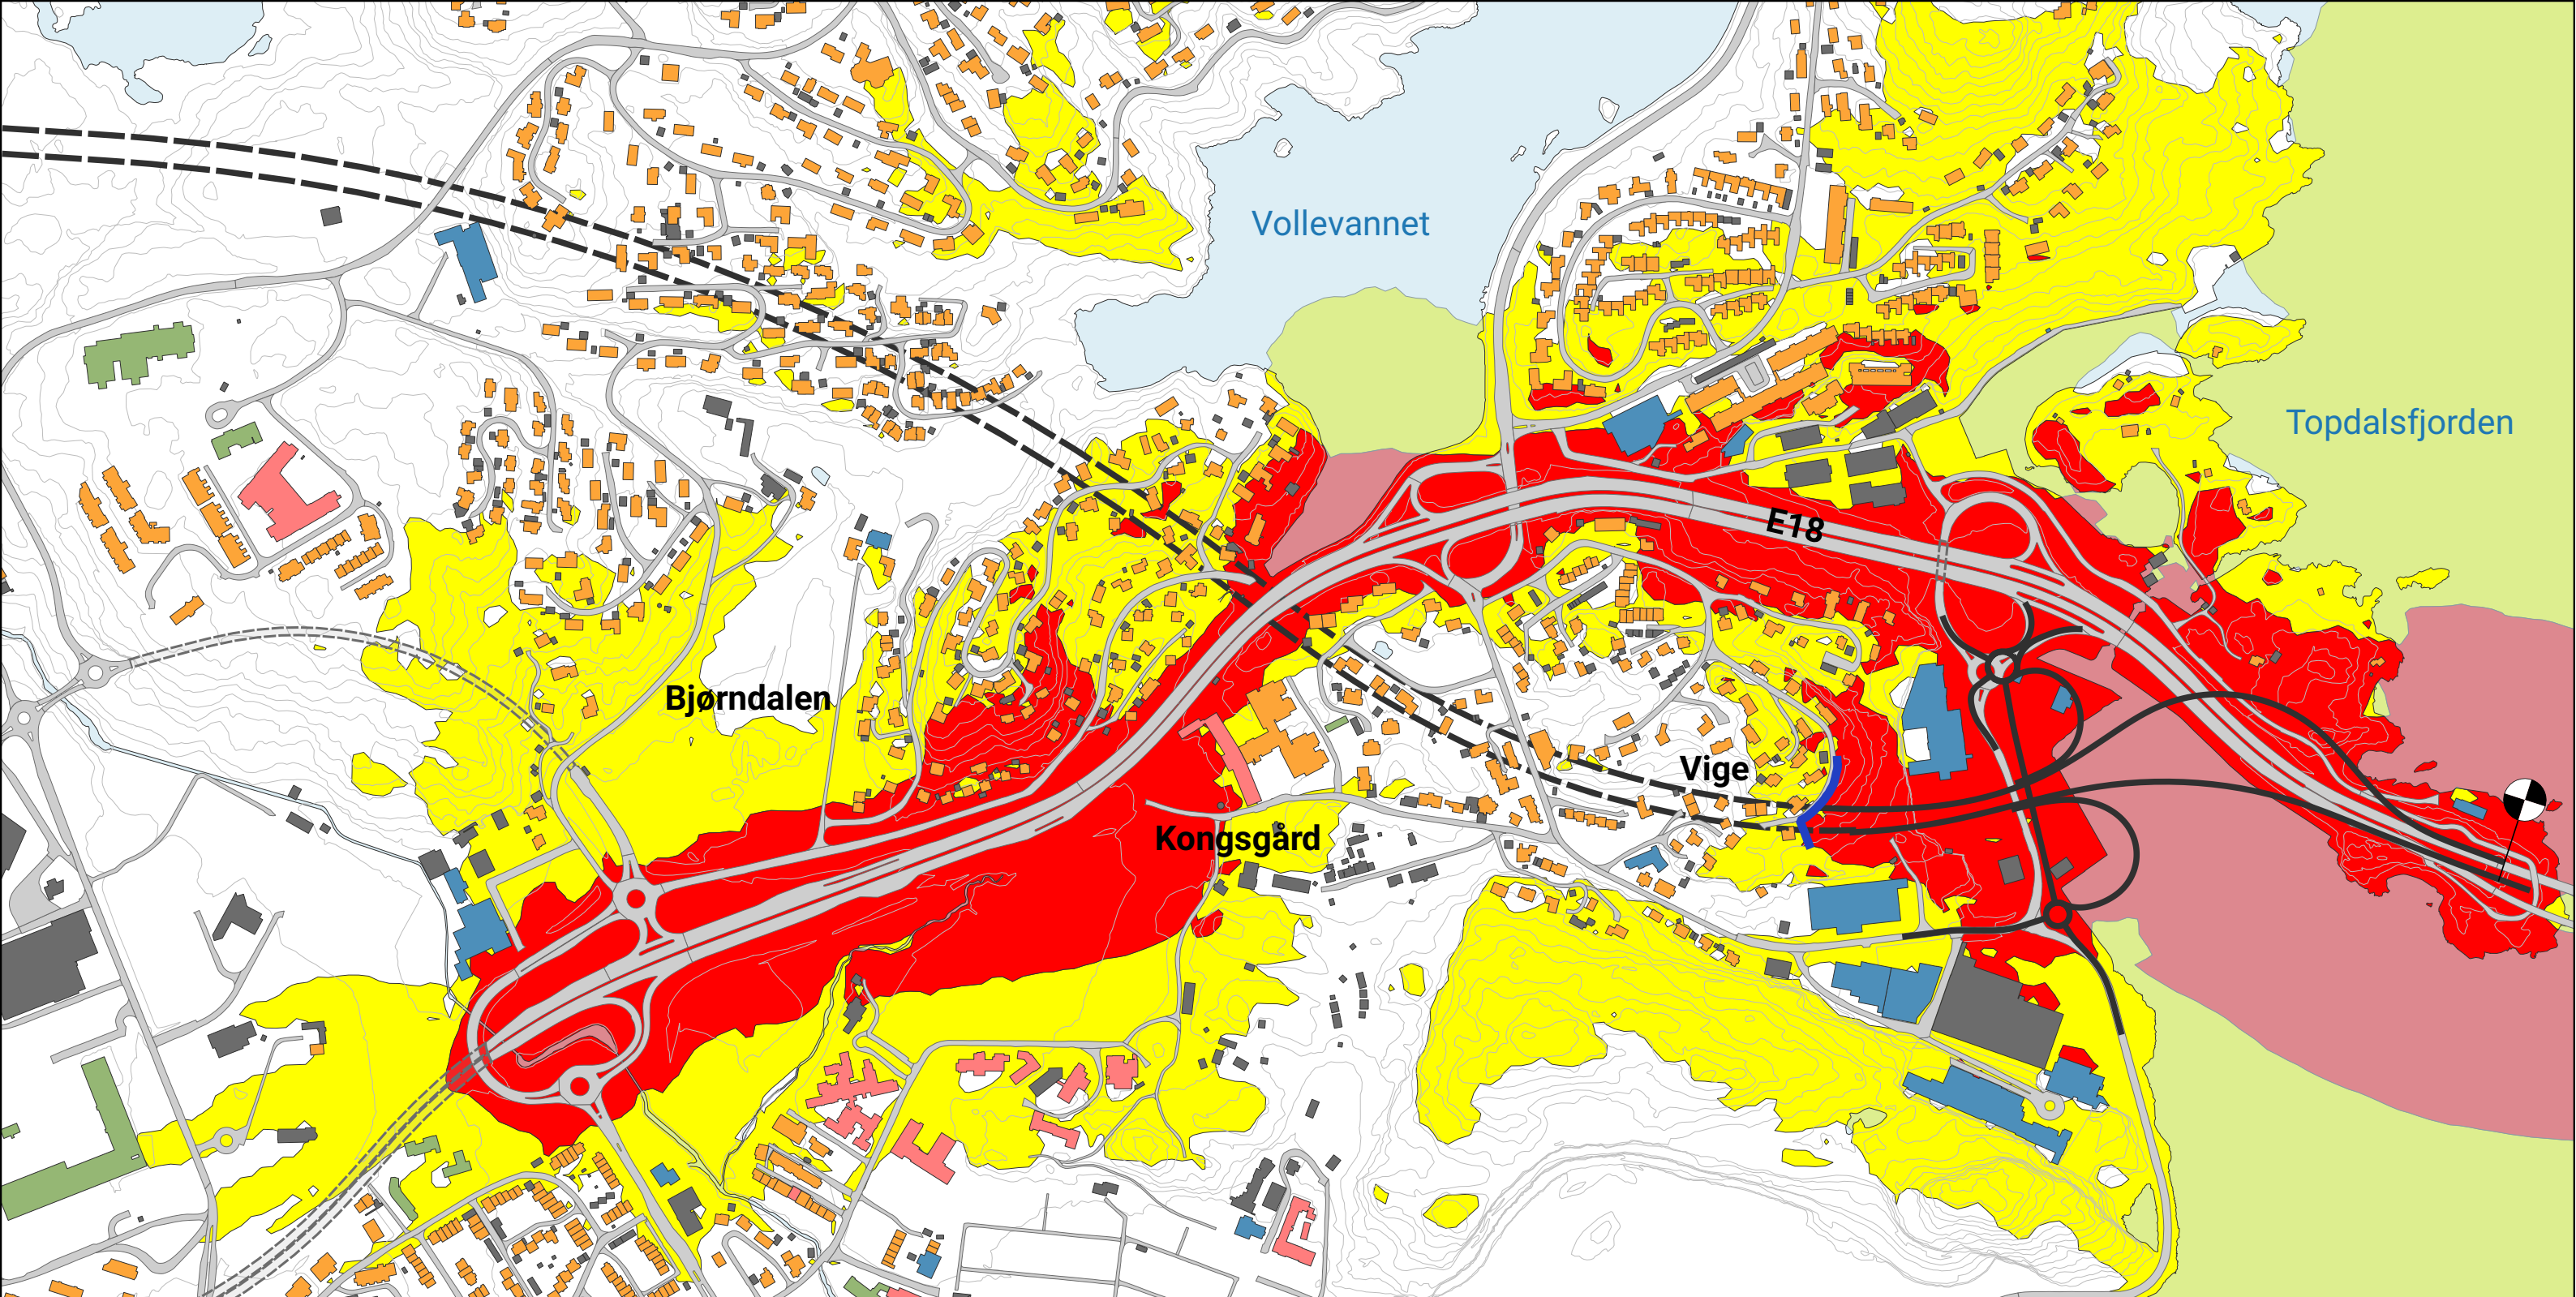 Vollevannet
Topdalsfjorden
E18
Bjørndalen
Vige
Kongsgård